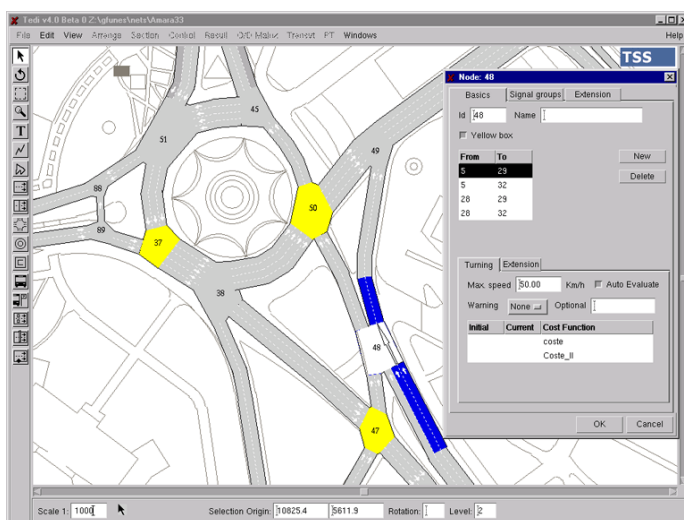 Tedi v4.0 Beta 0 Z:\gfunes\nets\Amara33
File Edit View Arrange Section Control Result O/D Matrix Transit PT Windows Help
TSS
Node: 48
Basics Signal groups Extension
Id 48 Name
Yellow box
From To
5 29
5 32
28 29
28 32
New
Delete
Turning Extension
Max. speed 50.00 Km/h Auto Evaluate
Warning None Optional
Initial Current Cost Function
coste
Coste_II
OK Cancel
45
51
49
88
50
89
37
38
48
47
Scale 1: 1000 Selection Origin: 10825.4 5611.9 Rotation: Level: 2